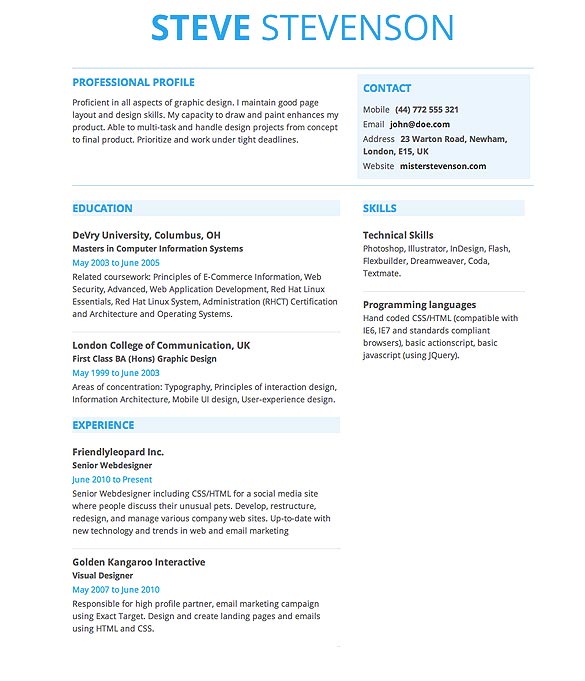 STEVE STEVENSON
PROFESSIONAL PROFILE
Proficient in all aspects of graphic design. I maintain good page
layout and design skills. My capacity to draw and paint enhances my
product. Able to multi-task and handle design projects from concept
to final product. Prioritize and work under tight deadlines.
CONTACT
Mobile (44) 772 555 321
Email john@doe.com
Address 23 Warton Road, Newham,
London, E15, UK
Website misterstevenson.com
EDUCATION
DeVry University, Columbus, OH
Masters in Computer Information Systems
May 2003 to June 2005
Related coursework: Principles of E-Commerce Information, Web
Security, Advanced, Web Application Development, Red Hat Linux
Essentials, Red Hat Linux System, Administration (RHCT) Certification
and Architecture and Operating Systems.
London College of Communication, UK
First Class BA (Hons) Graphic Design
May 1999 to June 2003
Areas of concentration: Typography, Principles of interaction design,
Information Architecture, Mobile UI design, User-experience design.
EXPERIENCE
Friendlyleopard Inc.
Senior Webdesigner
June 2010 to Present
Senior Webdesigner including CSS/HTML for a social media site
where people discuss their unusual pets. Develop, restructure,
redesign, and manage various company web sites. Up-to-date with
new technology and trends in web and email marketing
Golden Kangaroo Interactive
Visual Designer
May 2007 to June 2010
Responsible for high profile partner, email marketing campaign
using Exact Target. Design and create landing pages and emails
using HTML and CSS.
SKILLS
Technical Skills
Photoshop, Illustrator, InDesign, Flash,
Flexbuilder, Dreamweaver, Coda,
Textmate.
Programming languages
Hand coded CSS/HTML (compatible with
IE6, IE7 and standards compliant
browsers), basic actionscript, basic
javascript (using JQuery).